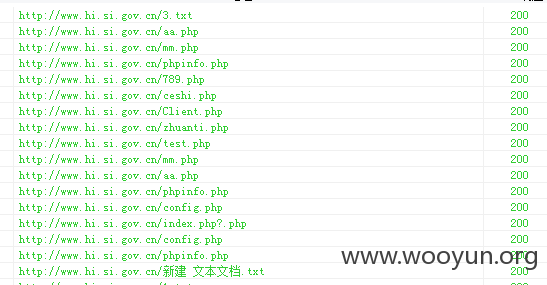 http://www.hi.si.gov.cn/3.txt 200
http://www.hi.si.gov.cn/aa.php 200
http://www.hi.si.gov.cn/mm.php 200
http://www.hi.si.gov.cn/phpinfo.php 200
http://www.hi.si.gov.cn/789.php 200
http://www.hi.si.gov.cn/ceshi.php 200
http://www.hi.si.gov.cn/Client.php 200
http://www.hi.si.gov.cn/zhuanti.php 200
http://www.hi.si.gov.cn/test.php 200
http://www.hi.si.gov.cn/mm.php 200
http://www.hi.si.gov.cn/aa.php 200
http://www.hi.si.gov.cn/phpinfo.php 200
http://www.hi.si.gov.cn/config.php 200
http://www.hi.si.gov.cn/index.php?.php 200
http://www.hi.si.gov.cn/config.php 200
http://www.hi.si.gov.cn/phpinfo.php 200
www.wooyun.org
http://www.hi.si.gov.cn/新建 文本文档.txt 200